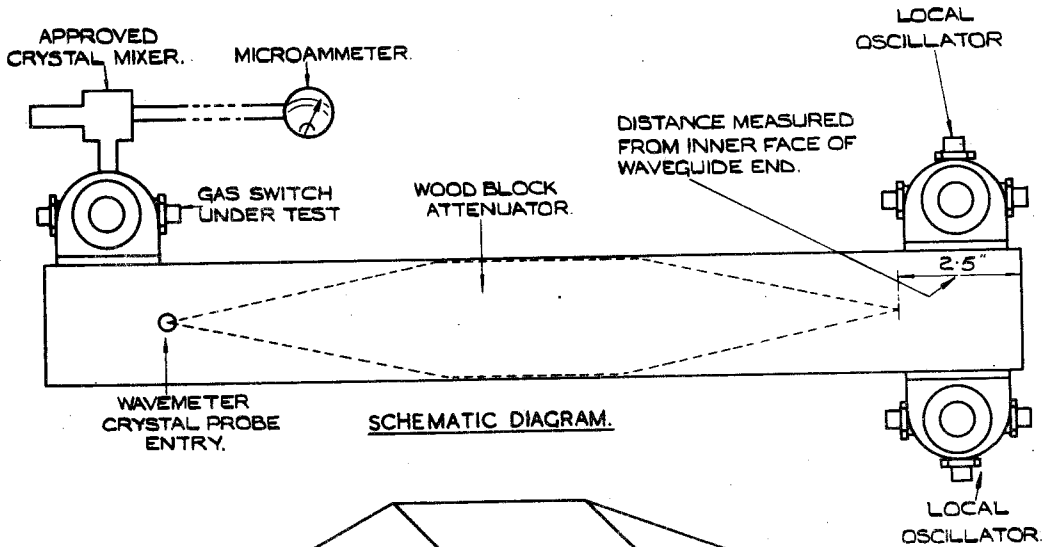 APPROVED
CRYSTAL MIXER.
MICROAMMETER.
LOCAL
OSCILLATOR
DISTANCE MEASURED
FROM INNER FACE OF
WAVEGUIDE END.
GAS SWITCH
UNDER TEST
WOOD BLOCK
ATTENUATOR.
2.5"
WAVEMETER
CRYSTAL PROBE
ENTRY.
SCHEMATIC DIAGRAM.
LOCAL
OSCILLATOR.